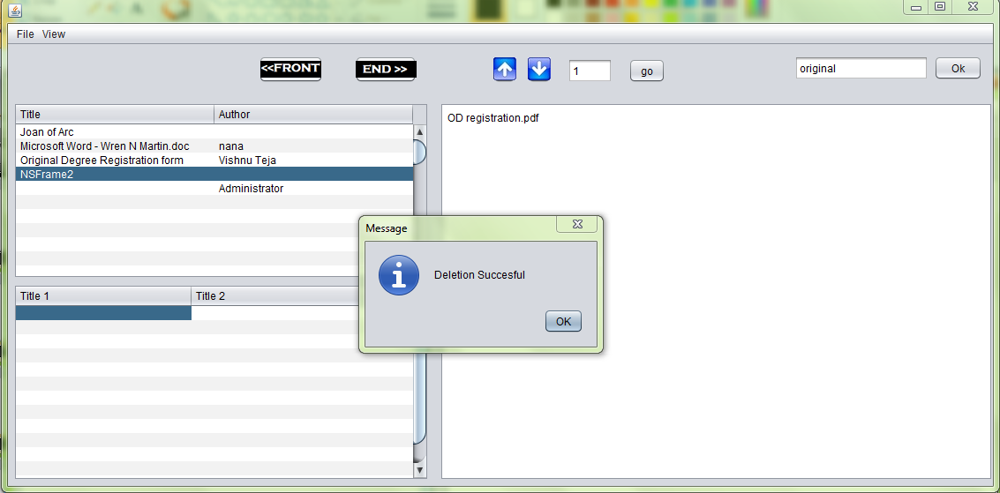 File View
<<FRONT END >> 1 go original Ok
Title Author
Joan of Arc
Microsoft Word - Wren N Martin.doc nana
Original Degree Registration form Vishnu Teja
NSFrame2
Administrator
OD registration.pdf
Message
Deletion Succesful
OK
Title 1 Title 2